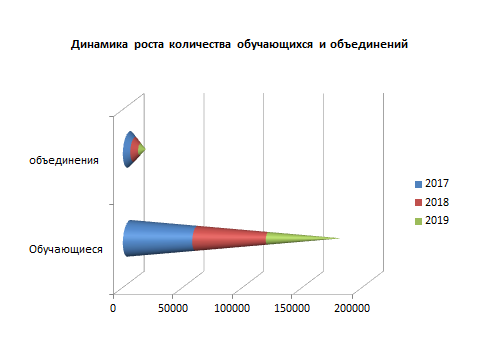 Динамика роста количества обучающихся и объединений
объединения
Обучающиеся
0 50000 100000 150000 200000
2017
2018
2019